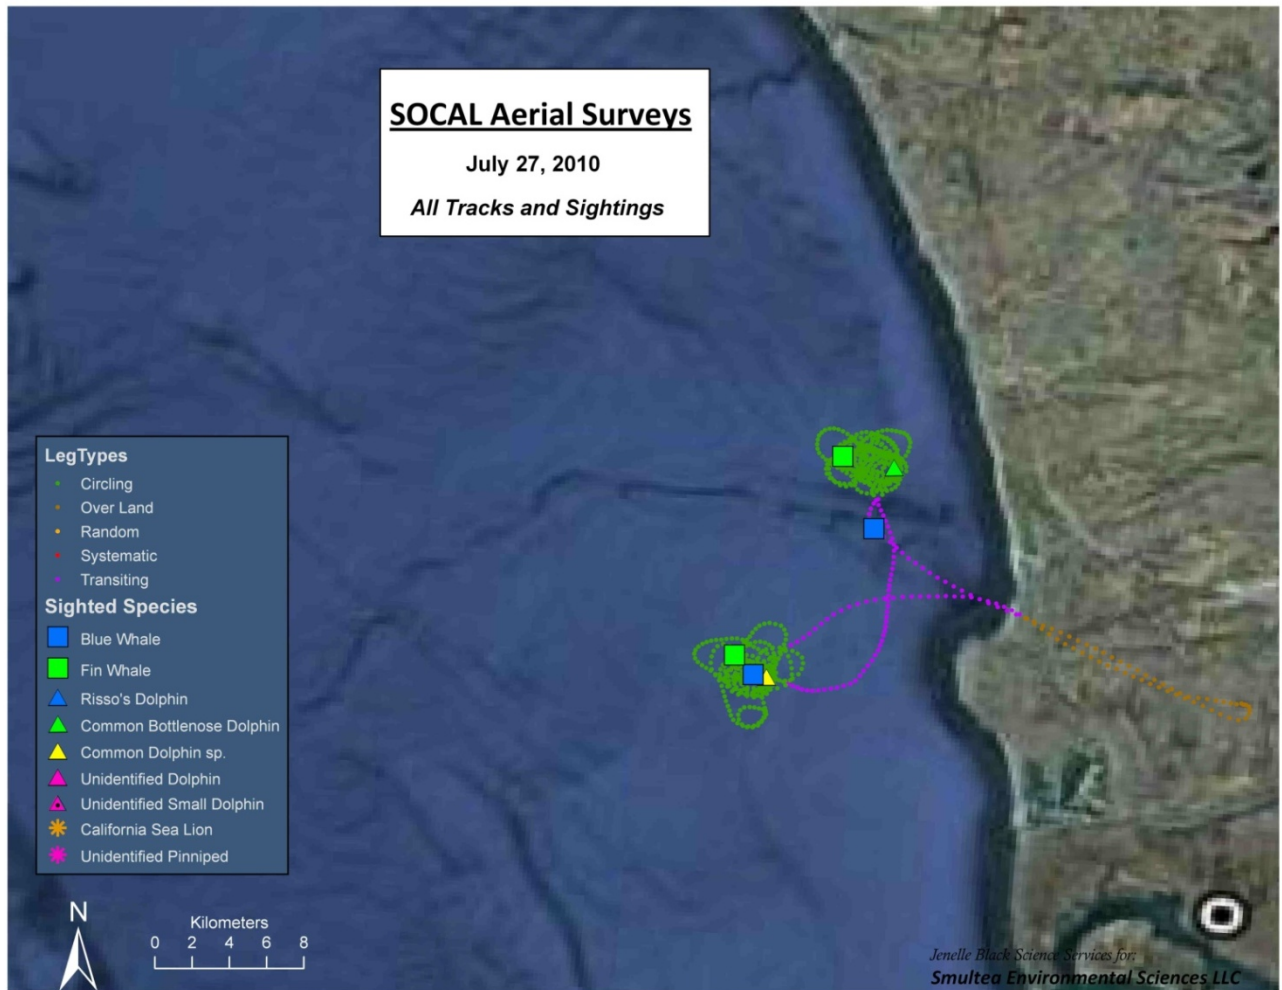 SOCAL Aerial Surveys
July 27, 2010
All Tracks and Sightings
LegTypes
Circling
Over Land
Random
Systematic
Transiting
Sighted Species
Blue Whale
Fin Whale
Risso's Dolphin
Common Bottlenose Dolphin
Common Dolphin sp.
Unidentified Dolphin
Unidentified Small Dolphin
California Sea Lion
Unidentified Pinniped
N
Kilometers
0 2 4 6 8
Jenelle Black Science Services for:
Smultea Environmental Sciences LLC